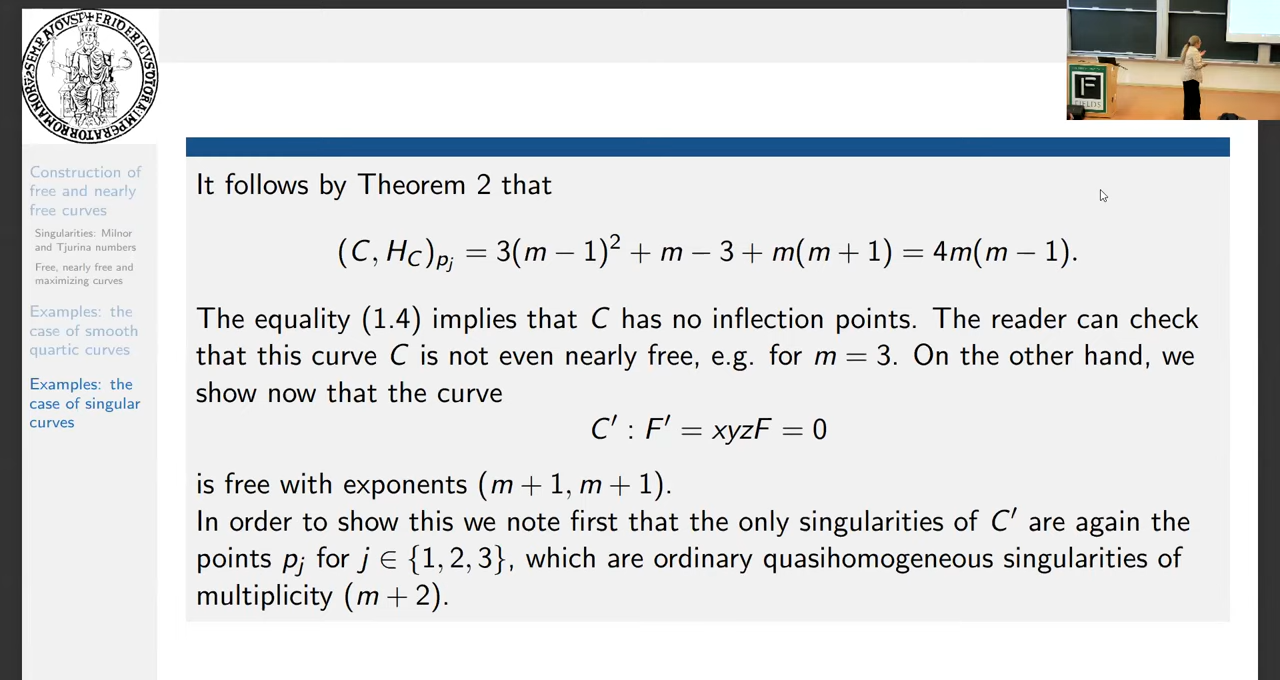 Construction of
free and nearly
free curves
Singularities: Milnor
and Tjurina numbers
Free, nearly free and
maximizing curves
Examples: the
case of smooth
quartic curves
Examples: the
case of singular
curves
It follows by Theorem 2 that
(C, H_C)_{p_j} = 3(m − 1)² + m − 3 + m(m + 1) = 4m(m − 1).
The equality (1.4) implies that C has no inflection points. The reader can check
that this curve C is not even nearly free, e.g. for m = 3. On the other hand, we
show now that the curve
C′ : F′ = xyzF = 0
is free with exponents (m + 1, m + 1).
In order to show this we note first that the only singularities of C′ are again the
points p_j for j ∈ {1, 2, 3}, which are ordinary quasihomogeneous singularities of
multiplicity (m + 2).
F
FIELDS